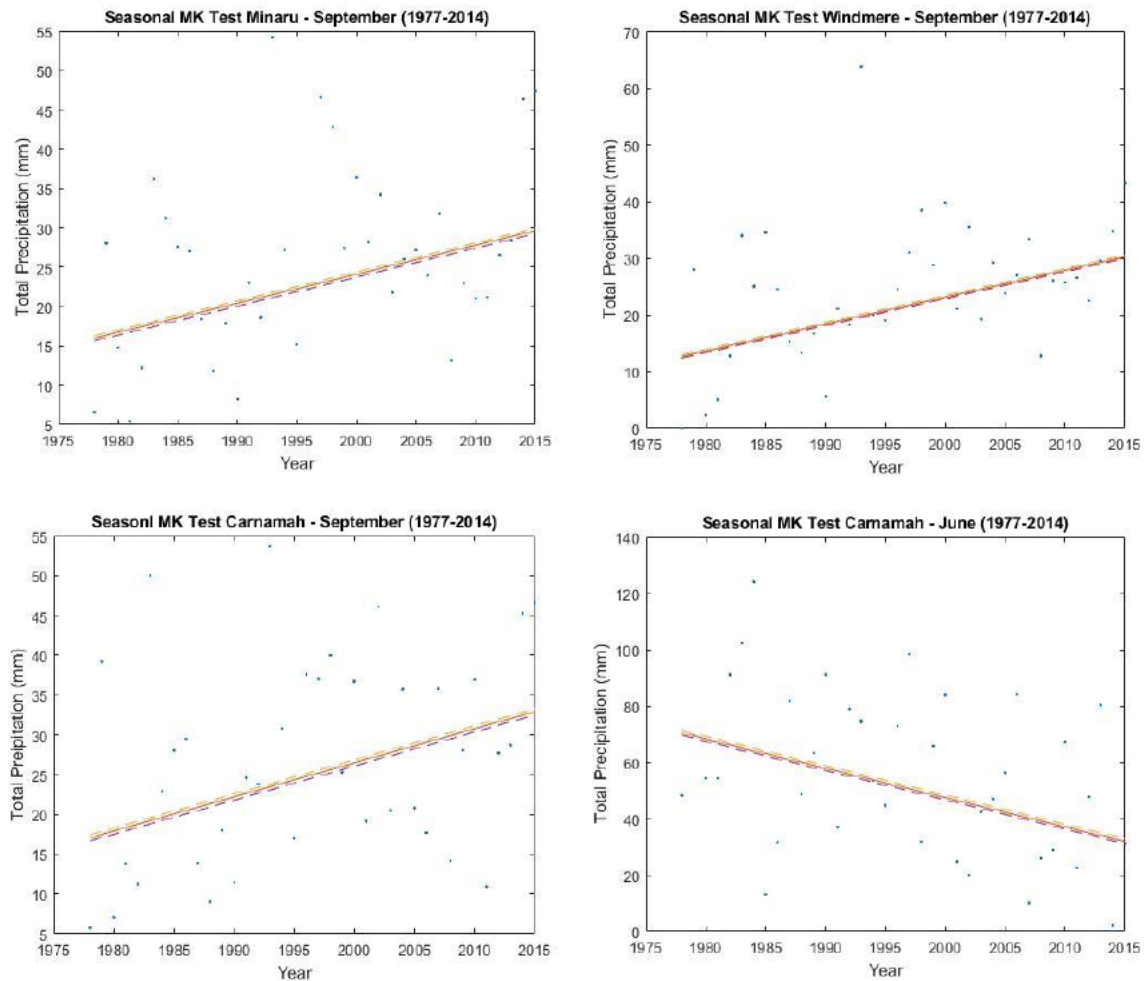 Seasonal MK Test Minaru - September (1977-2014)
55
50
45
40
35
30
25
20
15
10
5
Total Precipitation (mm)
1975 1980 1985 1990 1995 2000 2005 2010 2015
Year
Seasonal MK Test Windmere - September (1977-2014)
70
60
50
40
30
20
10
0
Total Precipitation (mm)
1975 1980 1985 1990 1995 2000 2005 2010 2015
Year
Seasonl MK Test Carnamah - September (1977-2014)
55
50
45
40
35
30
25
20
15
10
5
Total Preipitation (mm)
1975 1980 1985 1990 1995 2000 2005 2010 2015
Year
Seasonal MK Test Carnamah - June (1977-2014)
140
120
100
80
60
40
20
0
Total Precipitation (mm)
1975 1980 1985 1990 1995 2000 2005 2010 2015
Year